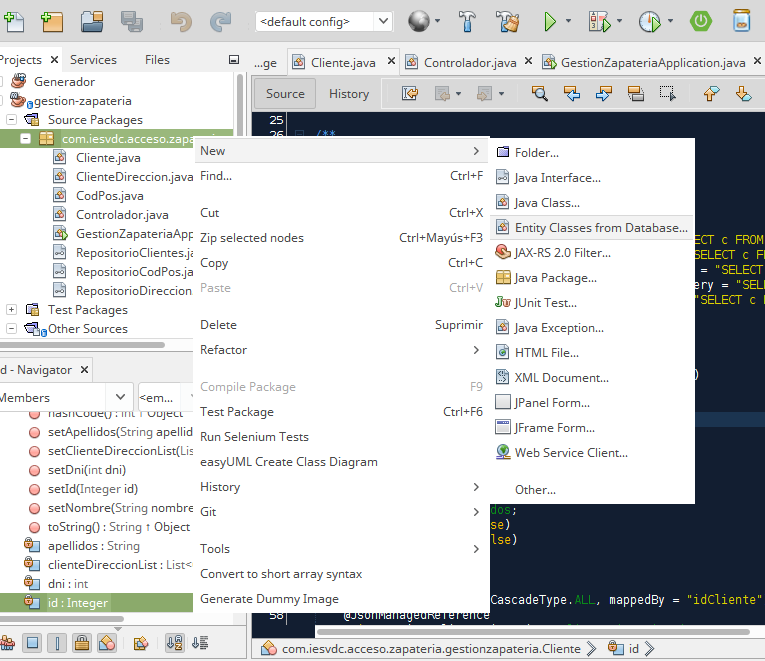 <default config>
Projects
Services
Files
...ge
Cliente.java
Controlador.java
GestionZapateriaApplication.java
Source
History
Generador
gestion-zapateria
Source Packages
com.iesvdc.acceso.zapa
Cliente.java
ClienteDireccion.java
CodPos.java
Controlador.java
GestionZapateriaApp
RepositorioClientes.ja
RepositorioCodPos.ja
RepositorioDireccion
Test Packages
Other Sources
d - Navigator
Members
<em...
hashCode() : int ↑ Object
setApellidos(String apellid
setClienteDireccionList(Lis
setDni(int dni)
setId(Integer id)
setNombre(String nombre
toString() : String ↑ Object
apellidos : String
clienteDireccionList : List<
dni : int
id : Integer
New
Find... Ctrl+F
Cut Ctrl+X
Zip selected nodes Ctrl+Mayús+F3
Copy Ctrl+C
Paste Ctrl+V
Delete Suprimir
Refactor
Compile Package F9
Test Package Ctrl+F6
Run Selenium Tests
easyUML Create Class Diagram
History
Git
Tools
Convert to short array syntax
Generate Dummy Image
Folder...
Java Interface...
Java Class...
Entity Classes from Database...
JAX-RS 2.0 Filter...
Java Package...
JUnit Test...
Java Exception...
HTML File...
XML Document...
JPanel Form...
JFrame Form...
Web Service Client...
Other...
25
26 /**
ECT c FROM
SELECT c F
= "SELECT
ery = "SEL
"SELECT c
)
dos;
se)
lse)
CascadeType.ALL, mappedBy = "idCliente"
58 @JsonManagedReference
com.iesvdc.acceso.zapateria.gestionzapateria.Cliente
id